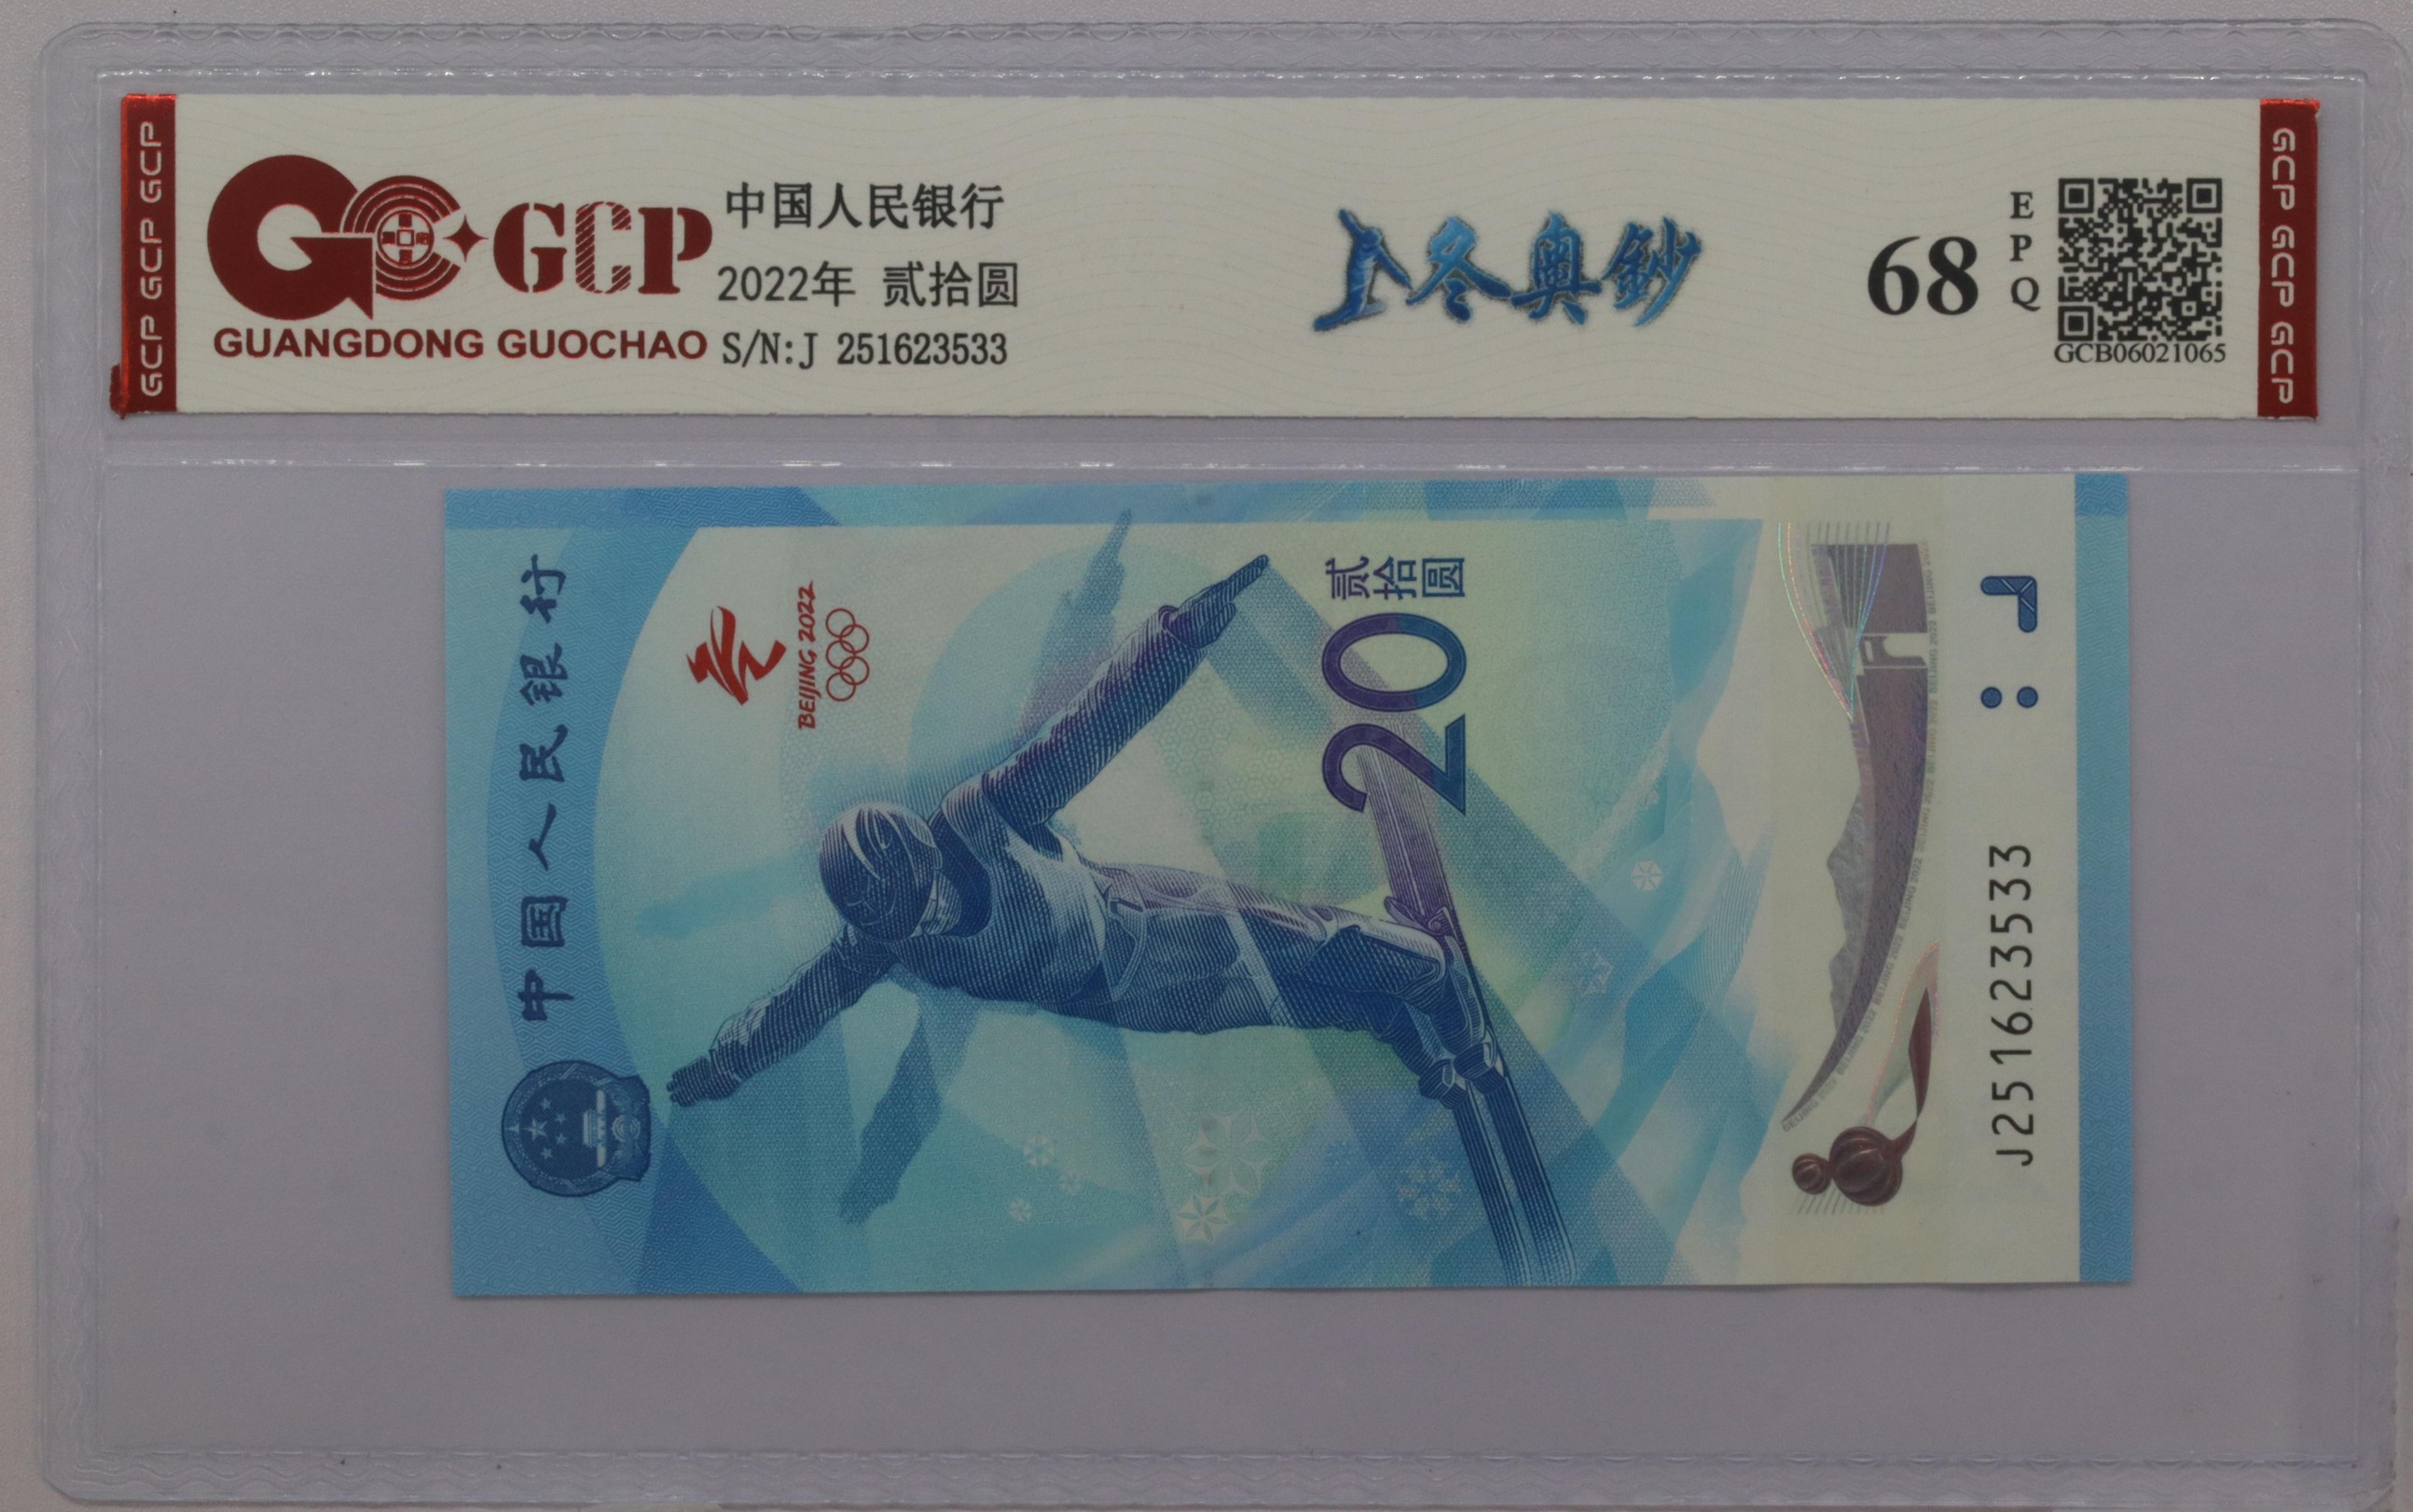 GCP GCP GCP
GCP
GUANGDONG GUOCHAO
中国人民银行
2022年 贰拾圆
S/N:J 251623533
冬奥鈔
68
EPQ
GCB06021065
GCP GCP GCP
中国人民银行
BEIJING 2022
贰拾圆
20
J251623533